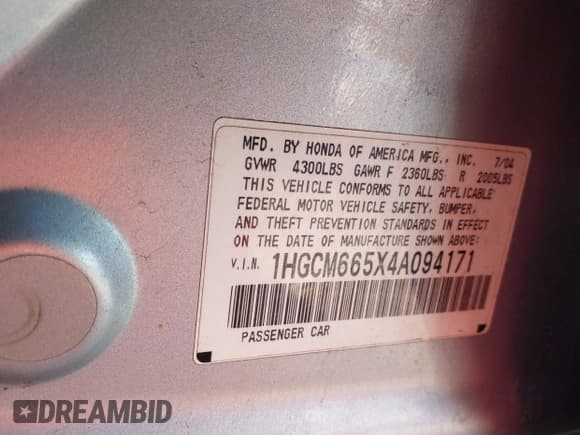 MFD. BY HONDA OF AMERICA MFG., INC. 7/04
GVWR 4300LBS GAWR F 2360LBS R 2005LBS
THIS VEHICLE CONFORMS TO ALL APPLICABLE
FEDERAL MOTOR VEHICLE SAFETY, BUMPER,
AND THEFT PREVENTION STANDARDS IN EFFECT
ON THE DATE OF MANUFACTURE SHOWN ABOVE:
V.I.N. 1HGCM665X4A094171
PASSENGER CAR
DREAMBID